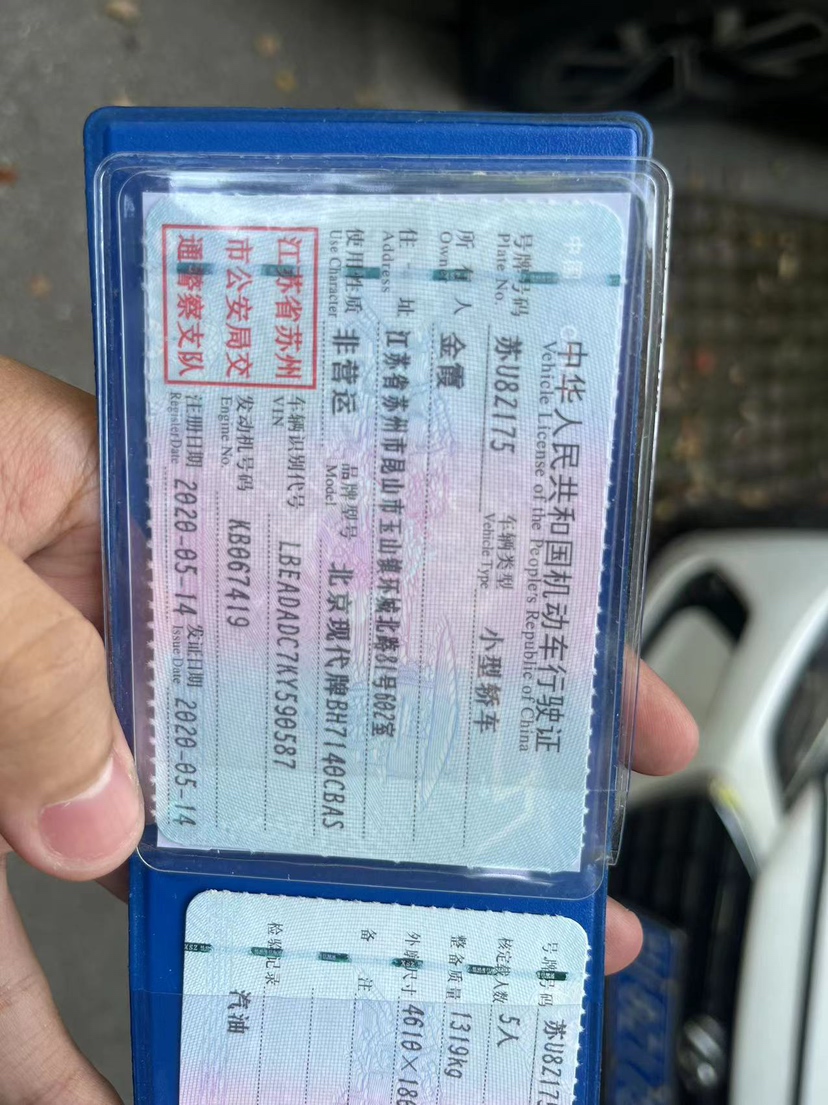 中华人民共和国机动车行驶证
Vehicle License of the People's Republic of China
号牌号码 苏U8Z175 车辆类型 小型轿车
Plate No. Vehicle Type
所有人 金霞
Owner
住址 江苏省苏州市昆山市玉山镇环城北路81号602室
Address
使用性质 非营运 品牌型号 北京现代牌BH7140CBAS
Use Character Model
江苏省苏州
市公安局交
通警察支队
车辆识别代号 LBEADADC7KY590587
VIN
发动机号码 KB067419
Engine No.
注册日期 2020-05-14 发证日期 2020-05-14
Register Date Issue Date
号牌号码 苏U8Z175
核定载人数 5人
整备质量 1319kg
外廓尺寸 4610×
备注
检验记录 汽油